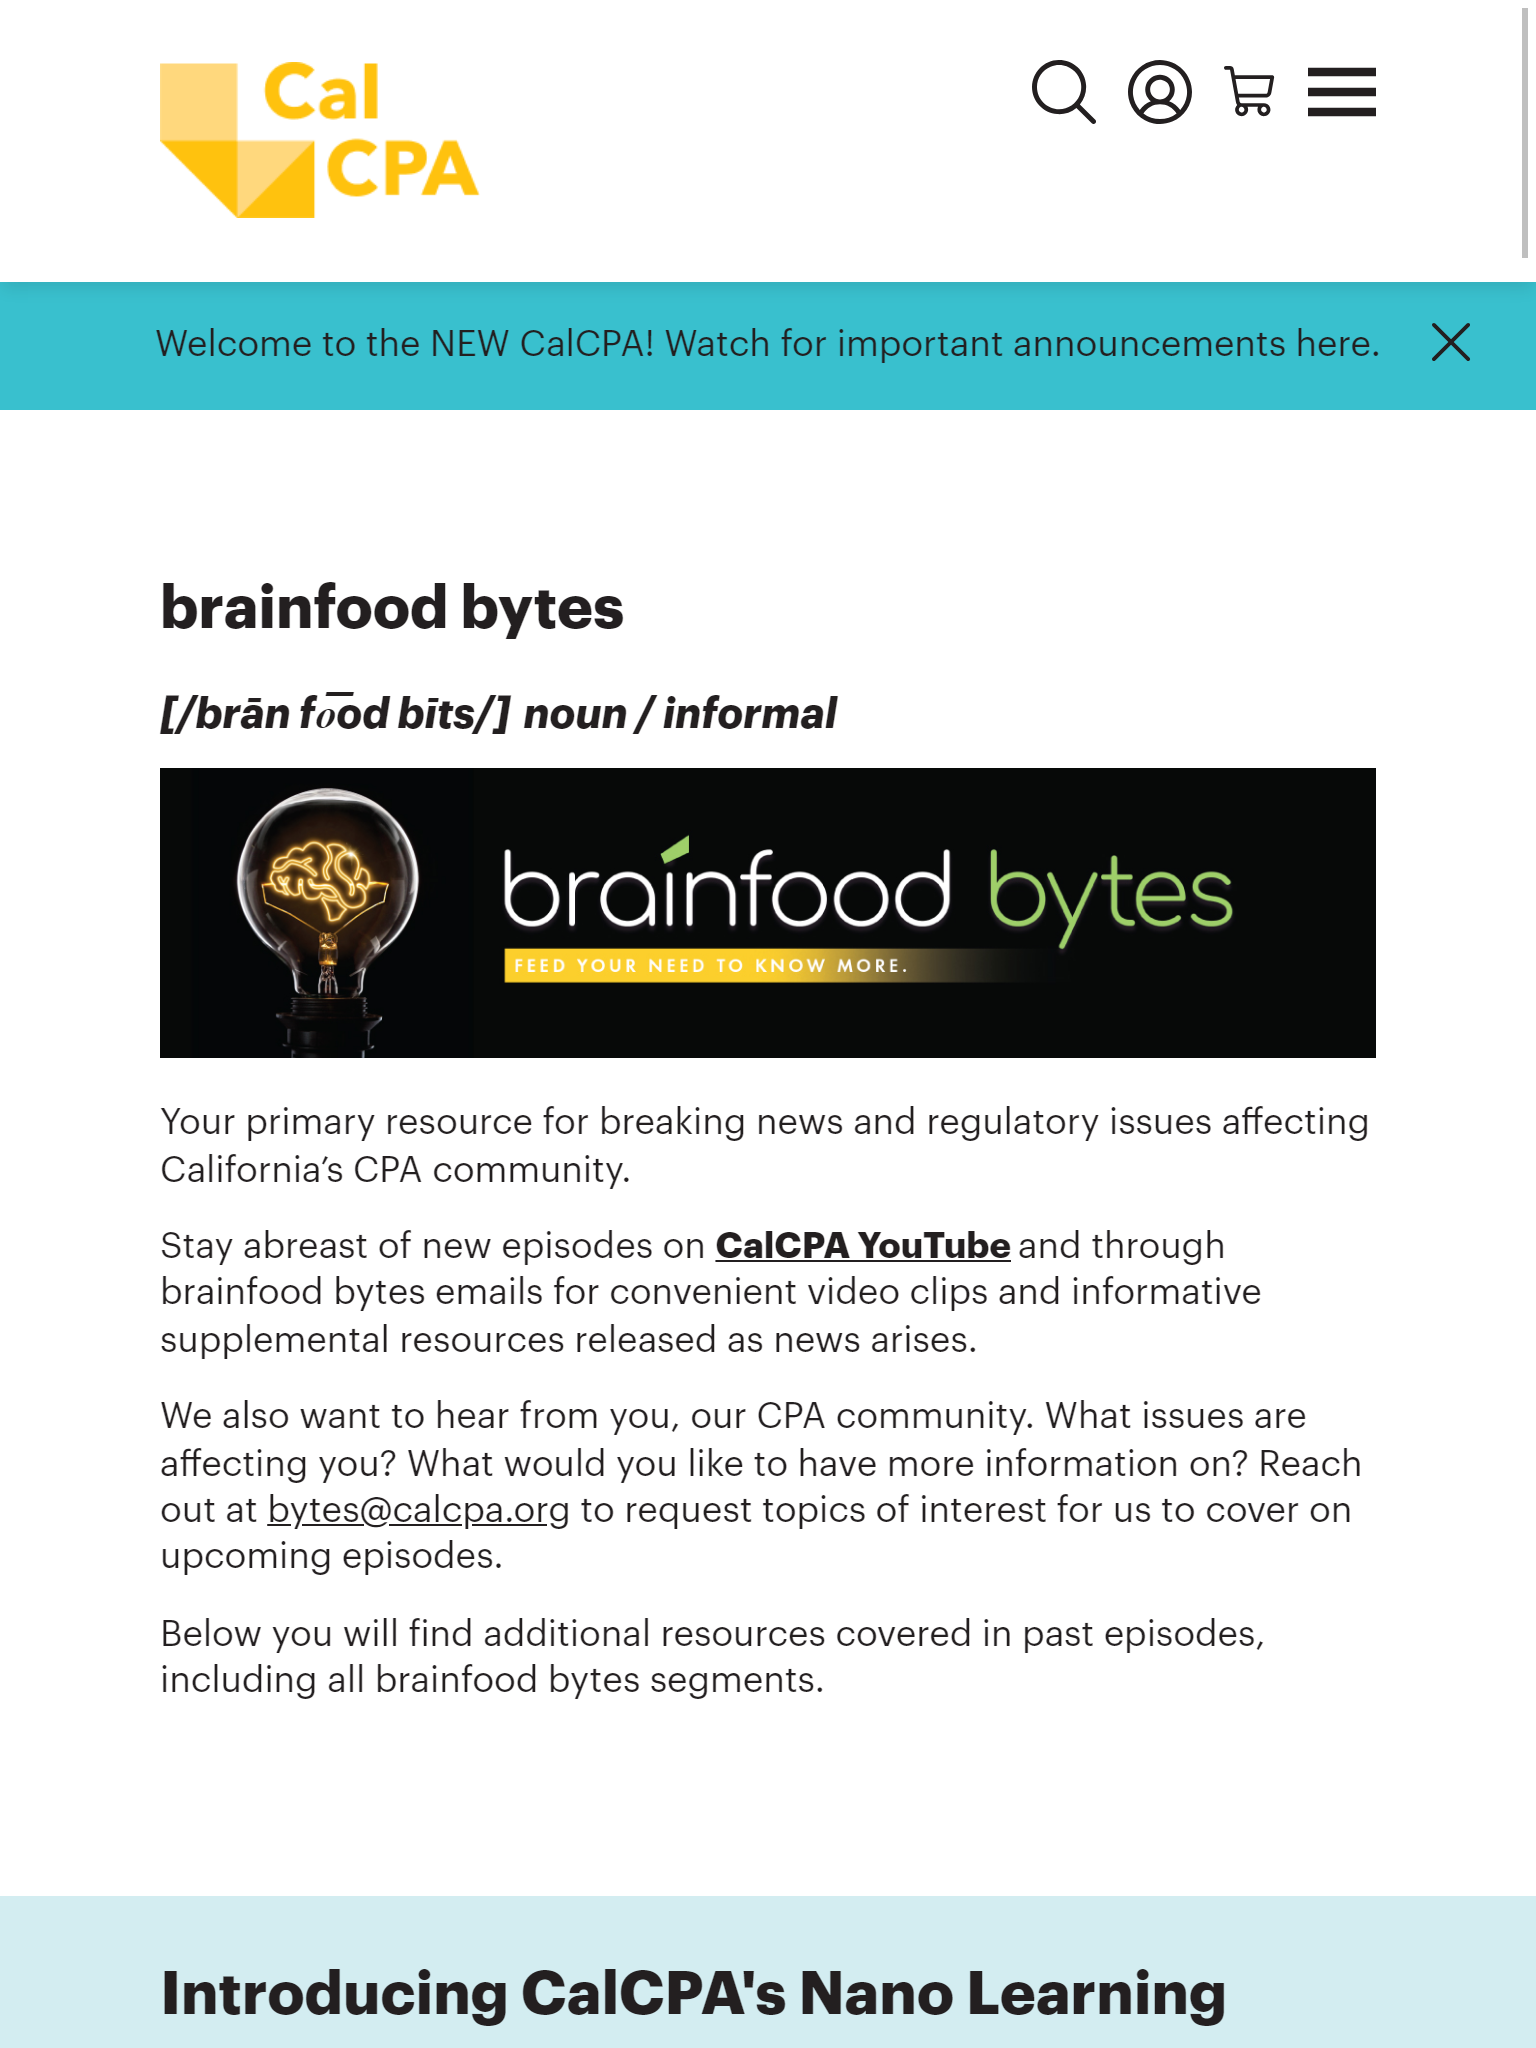 Cal
CPA
Welcome to the NEW CalCPA! Watch for important announcements here.
brainfood bytes
[/brān fo͞od bīts/] noun / informal
brainfood bytes
FEED YOUR NEED TO KNOW MORE.
Your primary resource for breaking news and regulatory issues affecting
California’s CPA community.
Stay abreast of new episodes on CalCPA YouTube and through
brainfood bytes emails for convenient video clips and informative
supplemental resources released as news arises.
We also want to hear from you, our CPA community. What issues are
affecting you? What would you like to have more information on? Reach
out at bytes@calcpa.org to request topics of interest for us to cover on
upcoming episodes.
Below you will find additional resources covered in past episodes,
including all brainfood bytes segments.
Introducing CalCPA's Nano Learning